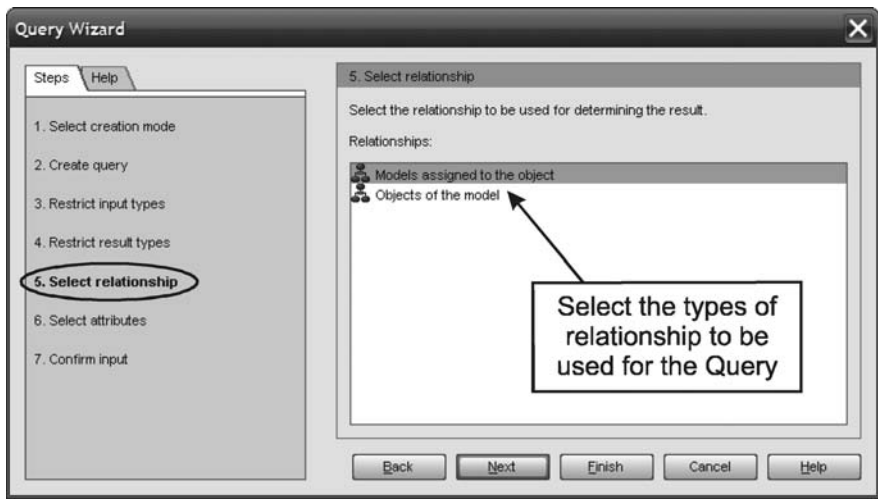 Query Wizard
Steps
Help
1. Select creation mode
2. Create query
3. Restrict input types
4. Restrict result types
5. Select relationship
6. Select attributes
7. Confirm input
5. Select relationship
Select the relationship to be used for determining the result.
Relationships:
Models assigned to the object
Objects of the model
Select the types of
relationship to be
used for the Query
Back
Next
Finish
Cancel
Help